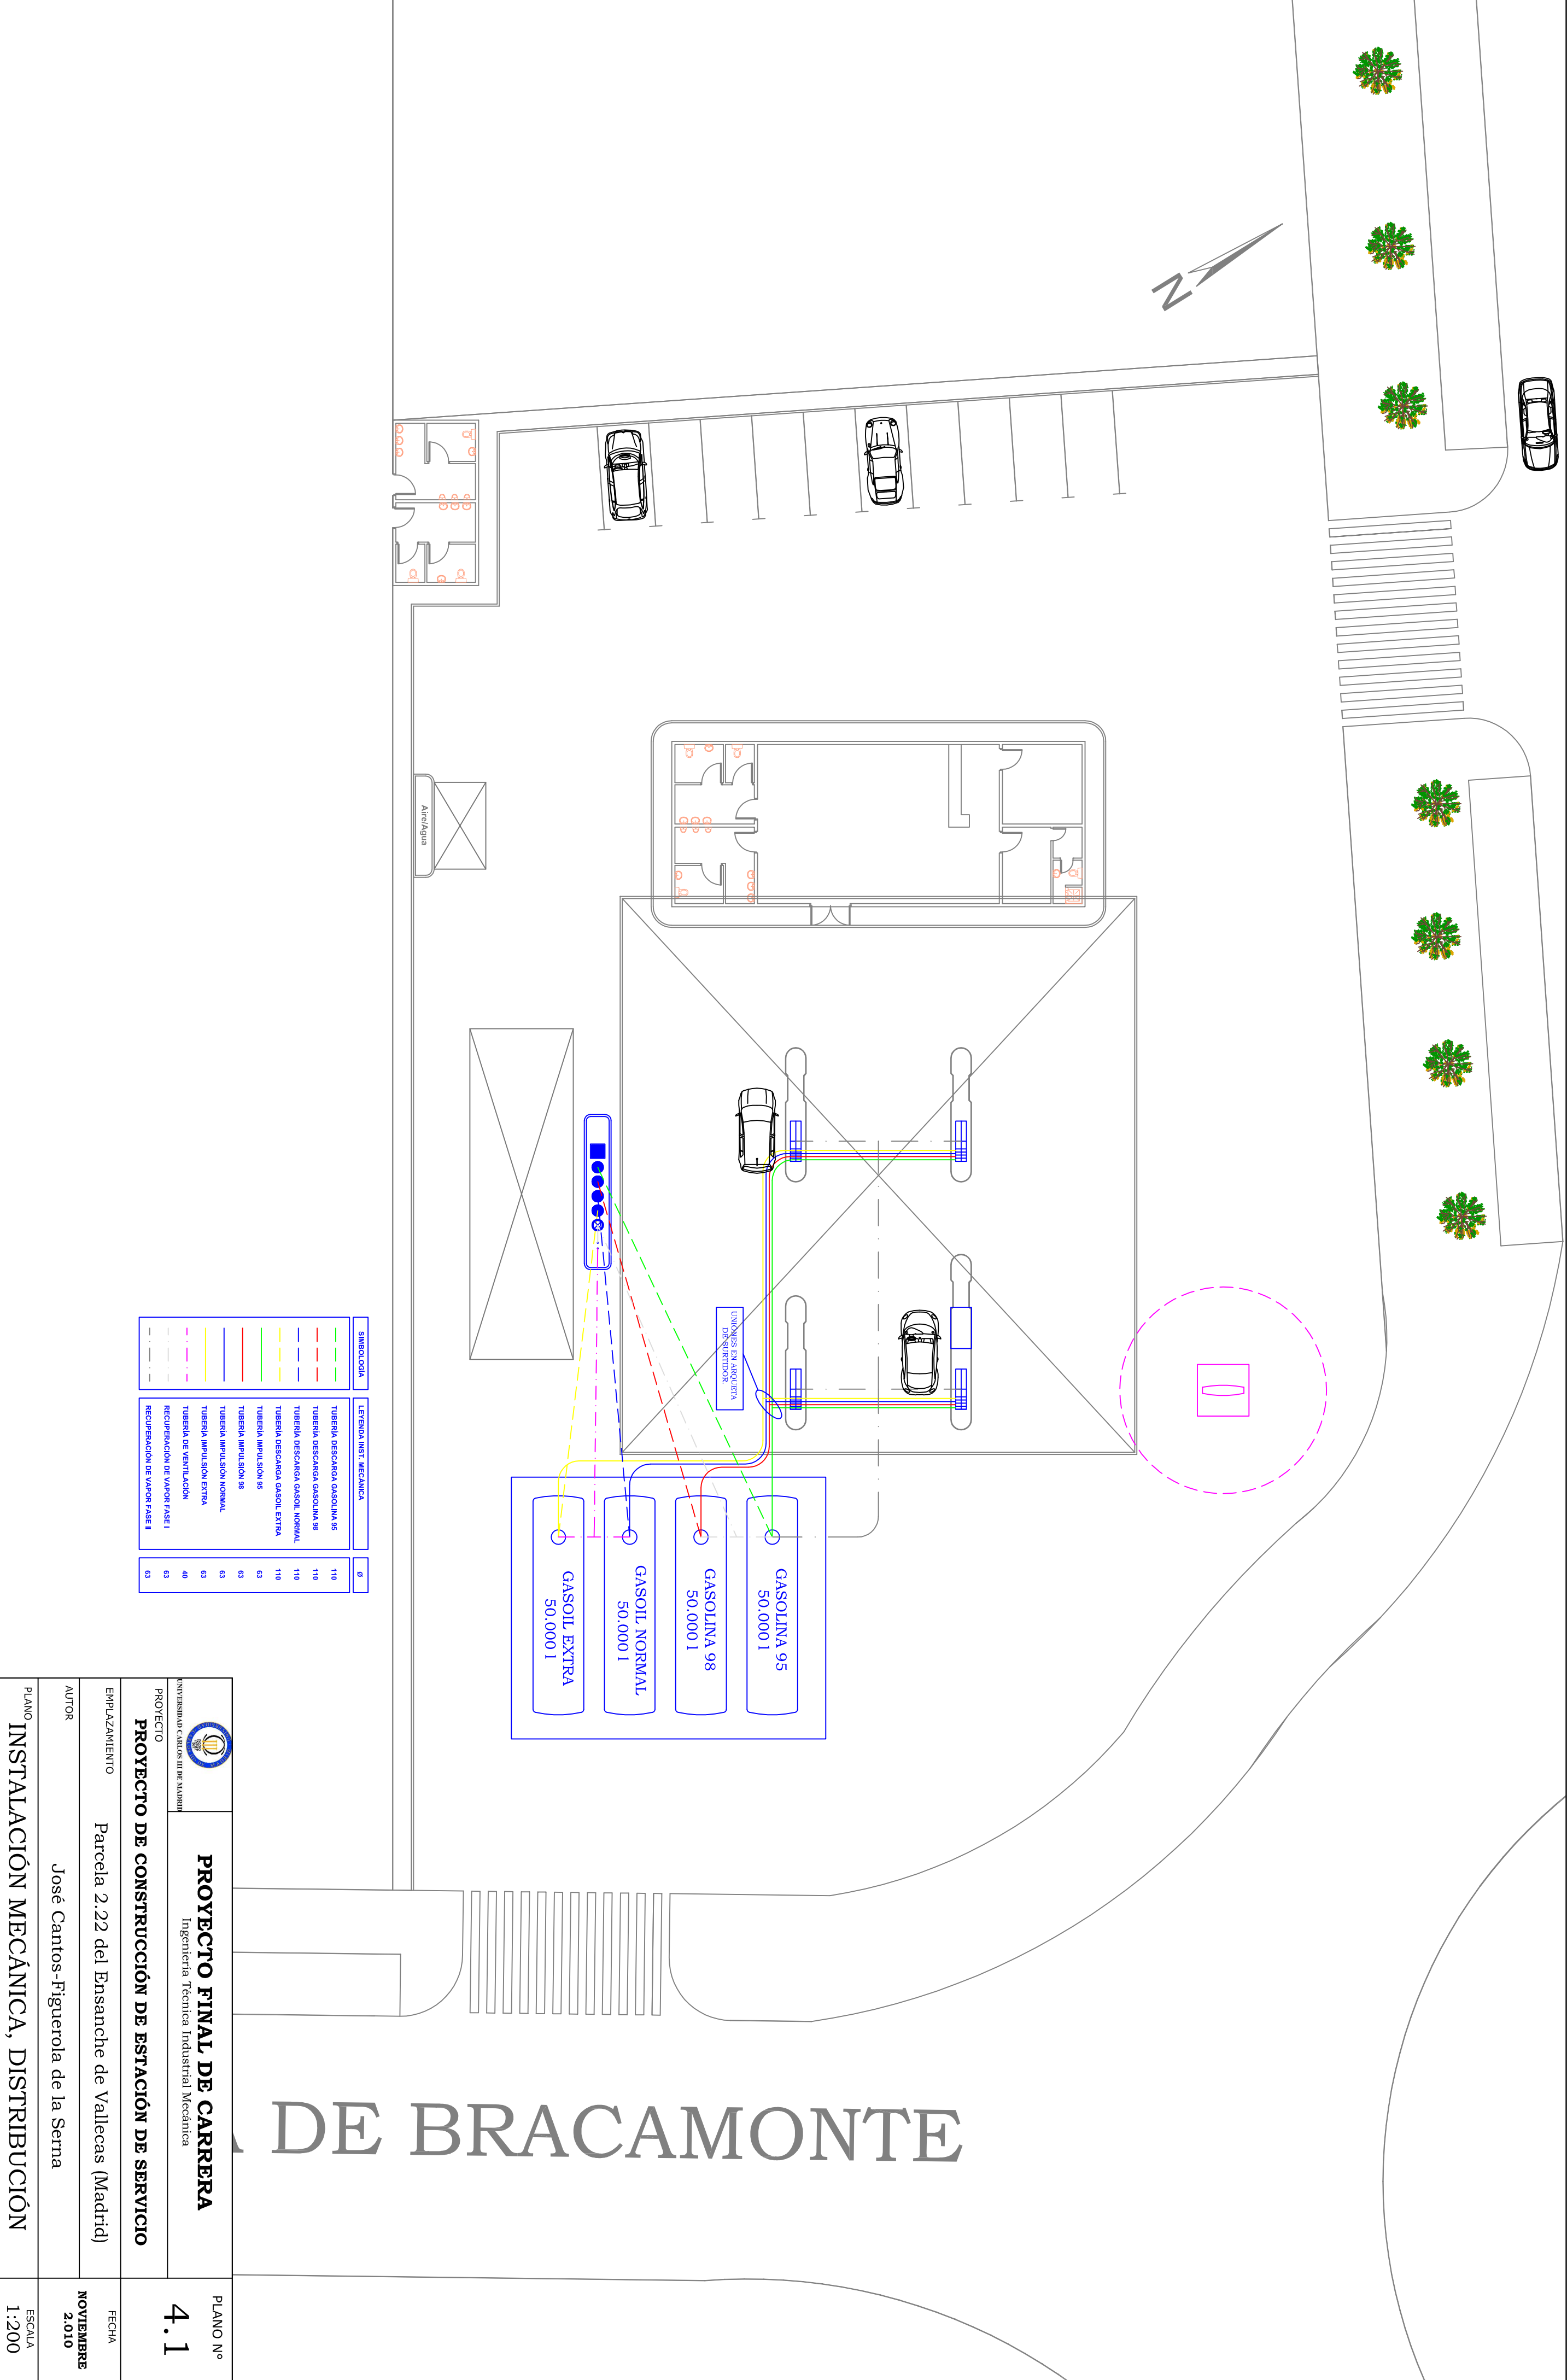 N
Aire/Agua
UNIONES EN ARQUETA
DE SURTIDOR.
GASOLINA 95
50.000 l
GASOLINA 98
50.000 l
GASOIL NORMAL
50.000 l
GASOIL EXTRA
50.000 l
SIMBOLOGÍA LEYENDA INST. MECÁNICA Ø
TUBERÍA DESCARGA GASOLINA 95 110
TUBERÍA DESCARGA GASOLINA 98 110
TUBERÍA DESCARGA GASOIL NORMAL 110
TUBERÍA DESCARGA GASOIL EXTRA 110
TUBERÍA IMPULSIÓN 95 63
TUBERÍA IMPULSIÓN 98 63
TUBERÍA IMPULSIÓN NORMAL 63
TUBERÍA IMPULSIÓN EXTRA 63
TUBERÍA DE VENTILACIÓN 40
RECUPERACIÓN DE VAPOR FASE I 63
RECUPERACIÓN DE VAPOR FASE II 63
DE BRACAMONTE
UNIVERSIDAD CARLOS III DE MADRID
PROYECTO FINAL DE CARRERA
Ingeniería Técnica Industrial Mecánica
PLANO Nº
4.1
PROYECTO
PROYECTO DE CONSTRUCCIÓN DE ESTACIÓN DE SERVICIO
EMPLAZAMIENTO
Parcela 2.22 del Ensanche de Vallecas (Madrid)
FECHA
NOVIEMBRE
2.010
AUTOR
José Cantos-Figuerola de la Serna
PLANO
INSTALACIÓN MECÁNICA, DISTRIBUCIÓN
ESCALA
1:200